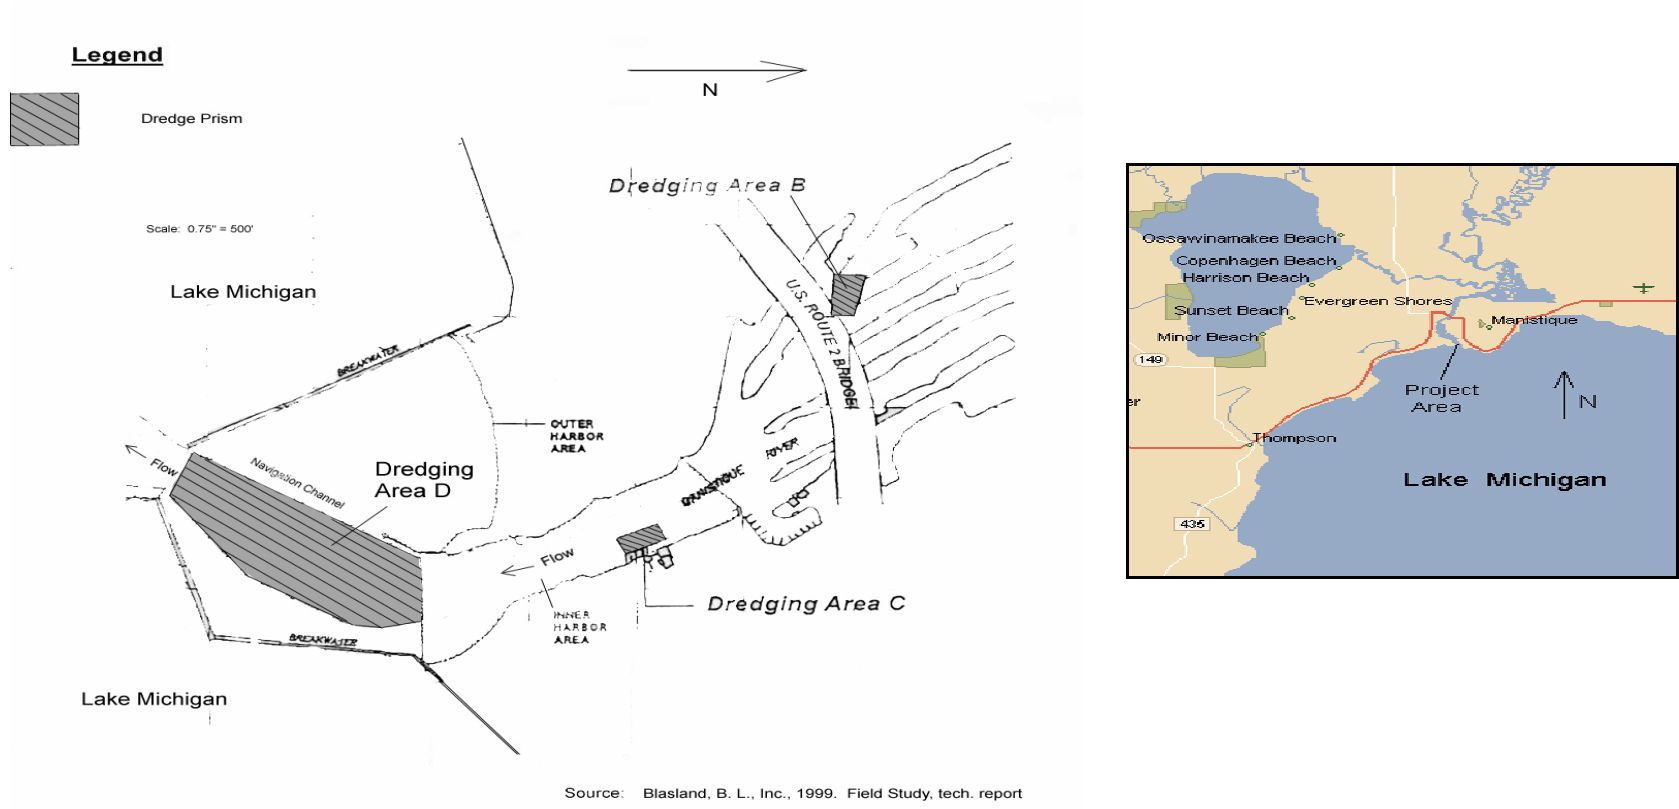 Legend
N
Dredge Prism
Dredging Area B
Scale: 0.75" = 500'
Lake Michigan
U.S. ROUTE 2 BRIDGE
BREAKWATER
OUTER
HARBOR
AREA
RIVER
Flow
Navigation Channel
Dredging
Area D
Flow
Dredging Area C
INNER
HARBOR
AREA
BREAKWATER
Lake Michigan
Source: Blasland, B. L., Inc., 1999. Field Study, tech. report
Ossawinamakee Beach
Copenhagen Beach
Harrison Beach
Evergreen Shores
Sunset Beach
Manistique
Minor Beach
149
Project
Area
N
er
Thompson
Lake Michigan
435